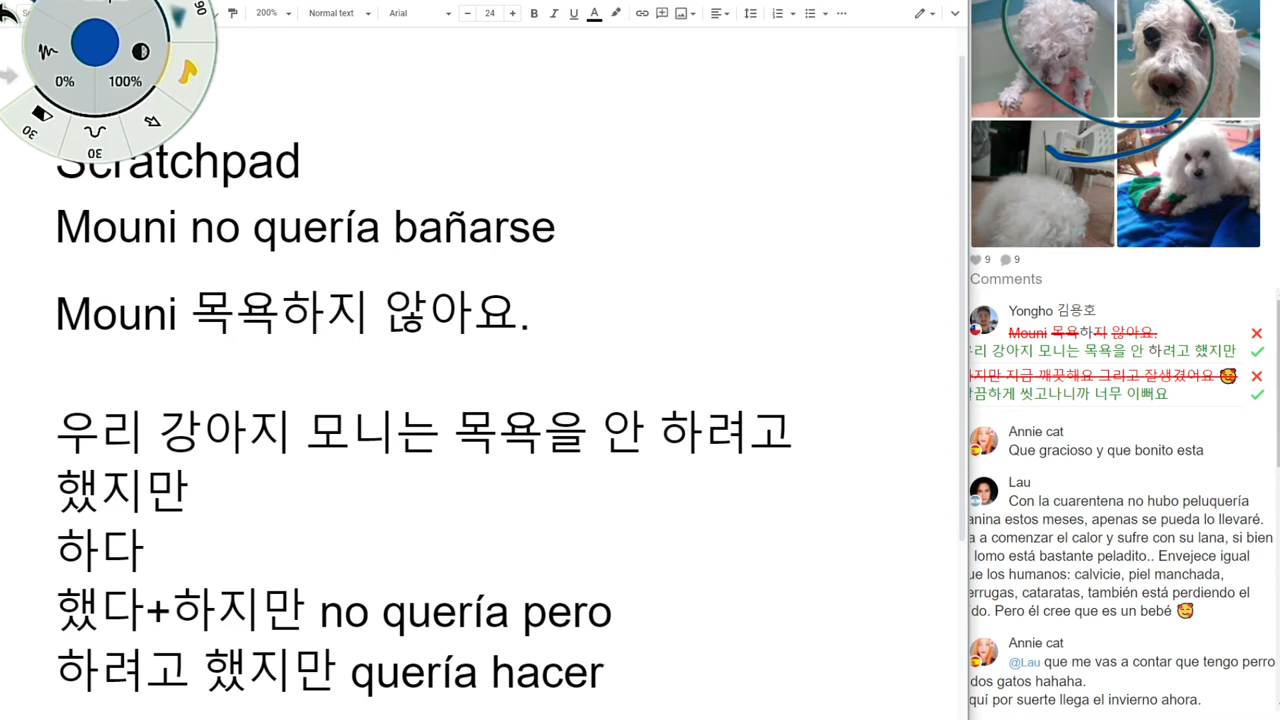 200%
Normal text
Arial
24
B I U A
90
0%
100%
30
30
Scratchpad
Mouni no quería bañarse
Mouni 목욕하지 않아요.
우리 강아지 모니는 목욕을 안 하려고
했지만
하다
했다+하지만 no quería pero
하려고 했지만 quería hacer
9 9
Comments
Yongho 김용호
Mouni 목욕하지 않아요.
우리 강아지 모니는 목욕을 안 하려고 했지만
지만 지금 깨끗해요 그리고 잘생겼어요
끔하게 씻고나니까 너무 이뻐요
Annie cat
Que gracioso y que bonito esta
Lau
Con la cuarentena no hubo peluquería
anina estos meses, apenas se pueda lo llevaré.
a a comenzar el calor y sufre con su lana, si bien
lomo está bastante peladito.. Envejece igual
ue los humanos: calvicie, piel manchada,
errugas, cataratas, también está perdiendo el
do. Pero él cree que es un bebé
Annie cat
@Lau que me vas a contar que tengo perro
dos gatos hahaha.
quí por suerte llega el invierno ahora.